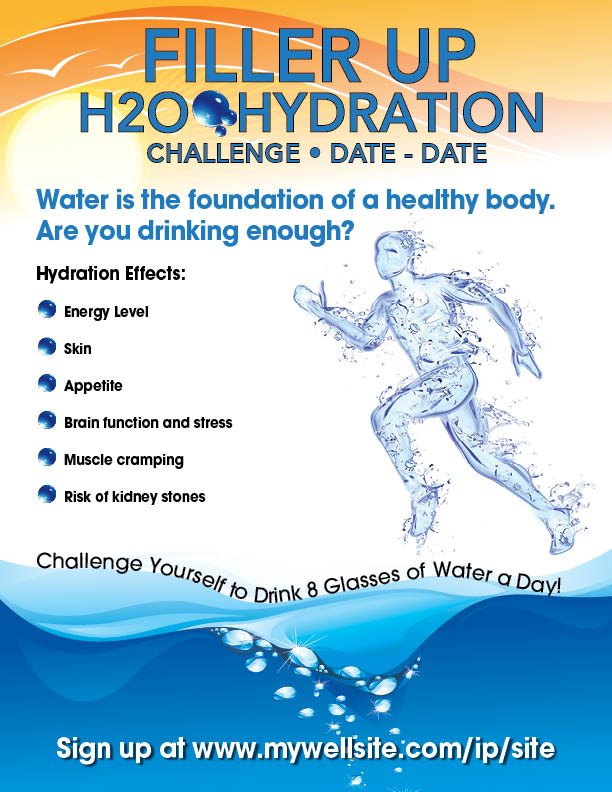 FILLER UP
H2O HYDRATION
CHALLENGE • DATE - DATE
Water is the foundation of a healthy body.
Are you drinking enough?
Hydration Effects:
Energy Level
Skin
Appetite
Brain function and stress
Muscle cramping
Risk of kidney stones
Challenge Yourself to Drink 8 Glasses of Water a Day!
Sign up at www.mywellsite.com/ip/site